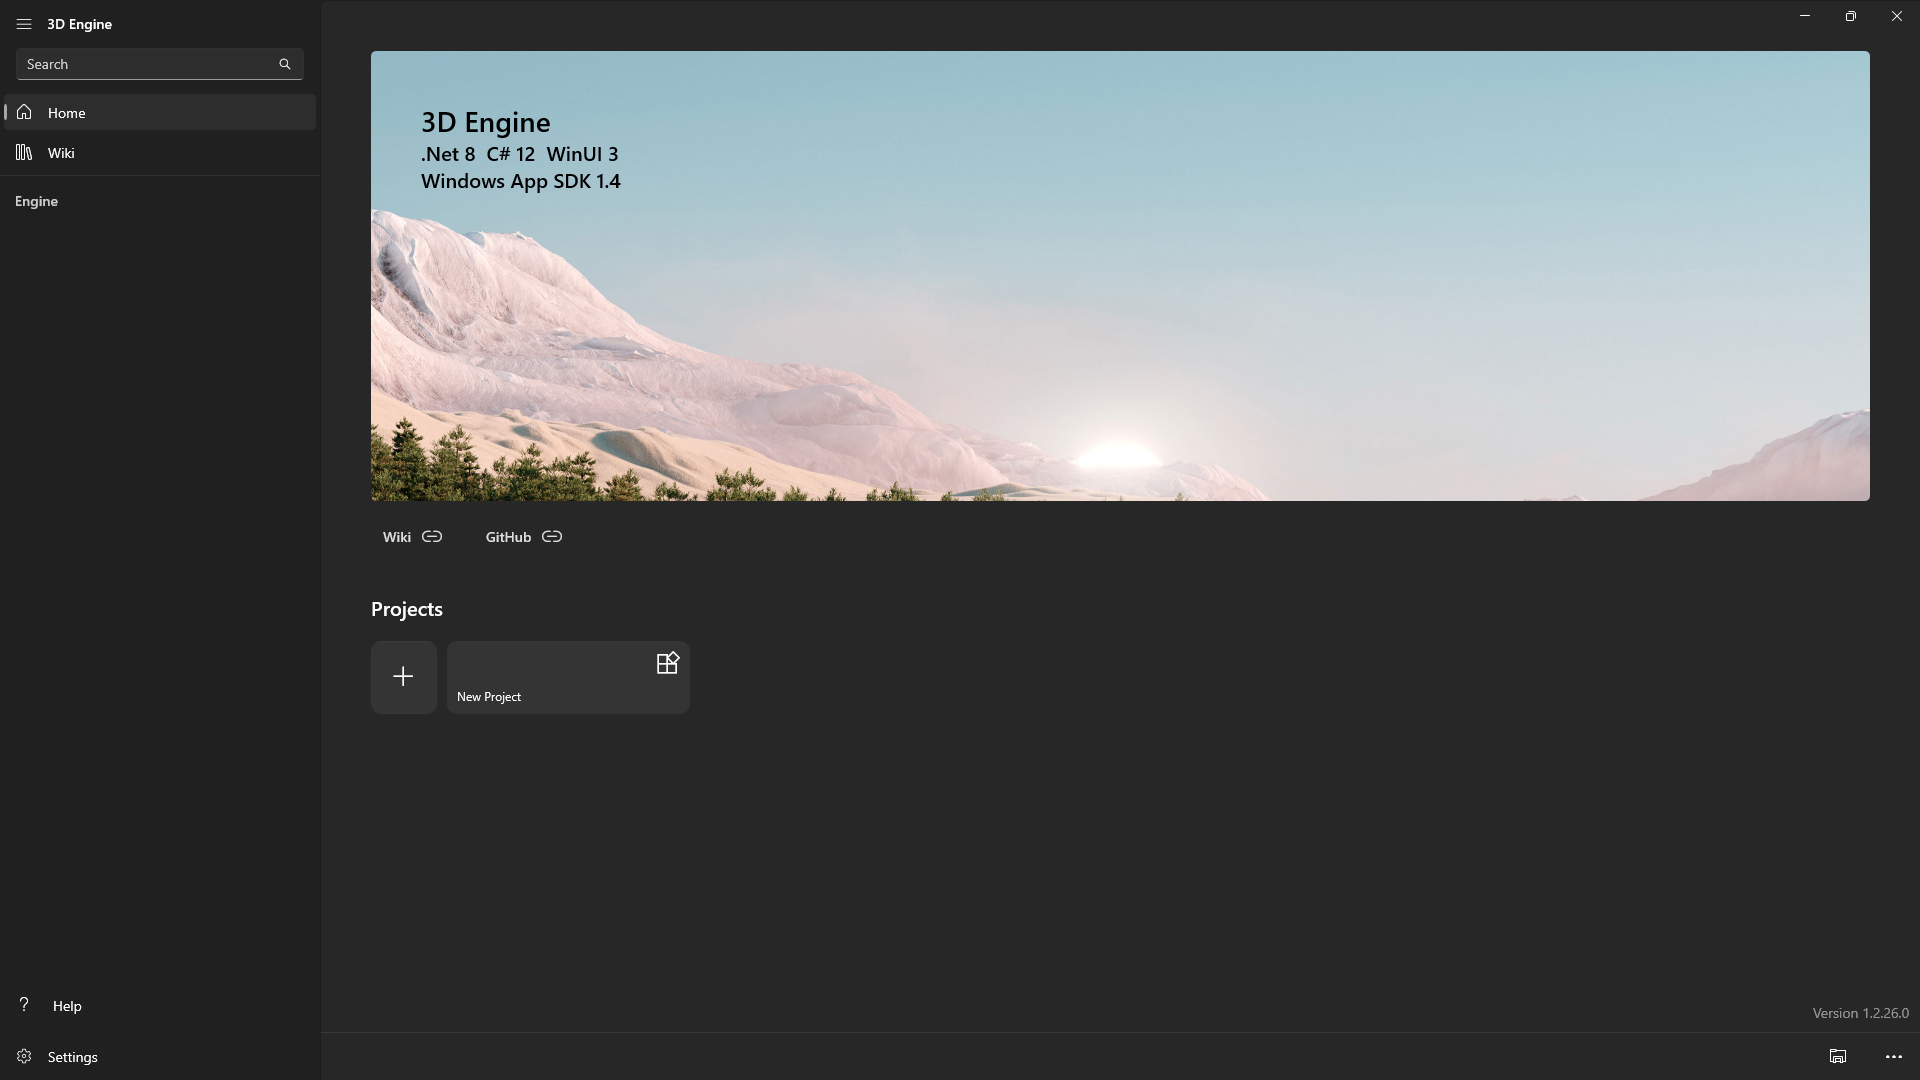 3D Engine
Search
Home
Wiki
Engine
3D Engine
.Net 8 C# 12 WinUI 3
Windows App SDK 1.4
Wiki
GitHub
Projects
New Project
Help
Settings
Version 1.2.26.0